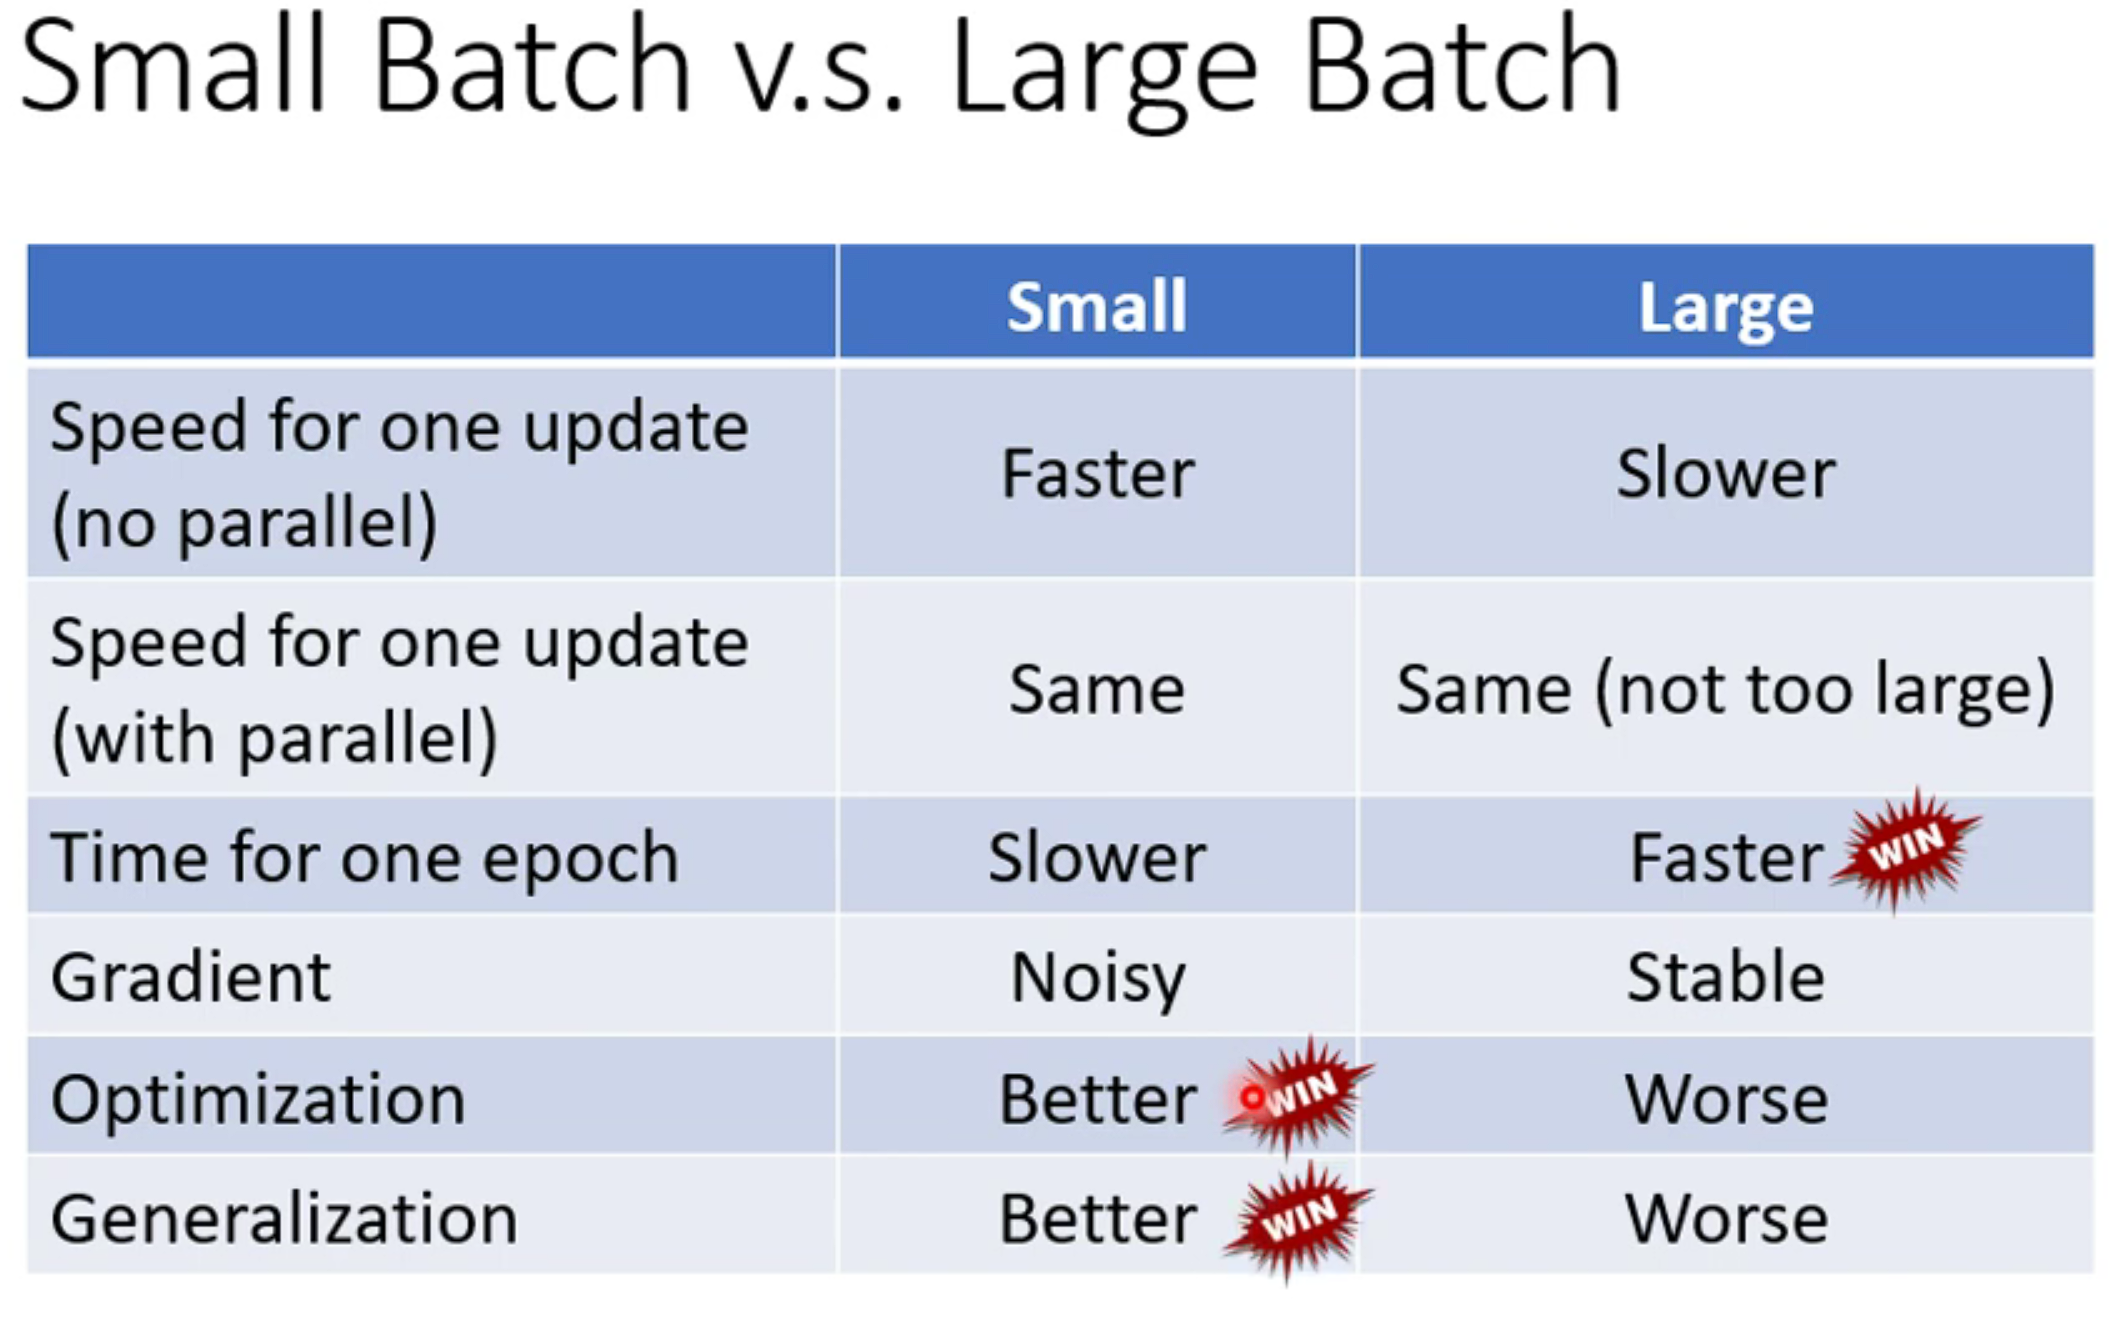 Small Batch v.s. Large Batch
Small Large
Speed for one update
(no parallel)
Faster Slower
Speed for one update
(with parallel)
Same Same (not too large)
Time for one epoch Slower Faster WIN
Gradient Noisy Stable
Optimization Better WIN Worse
Generalization Better WIN Worse